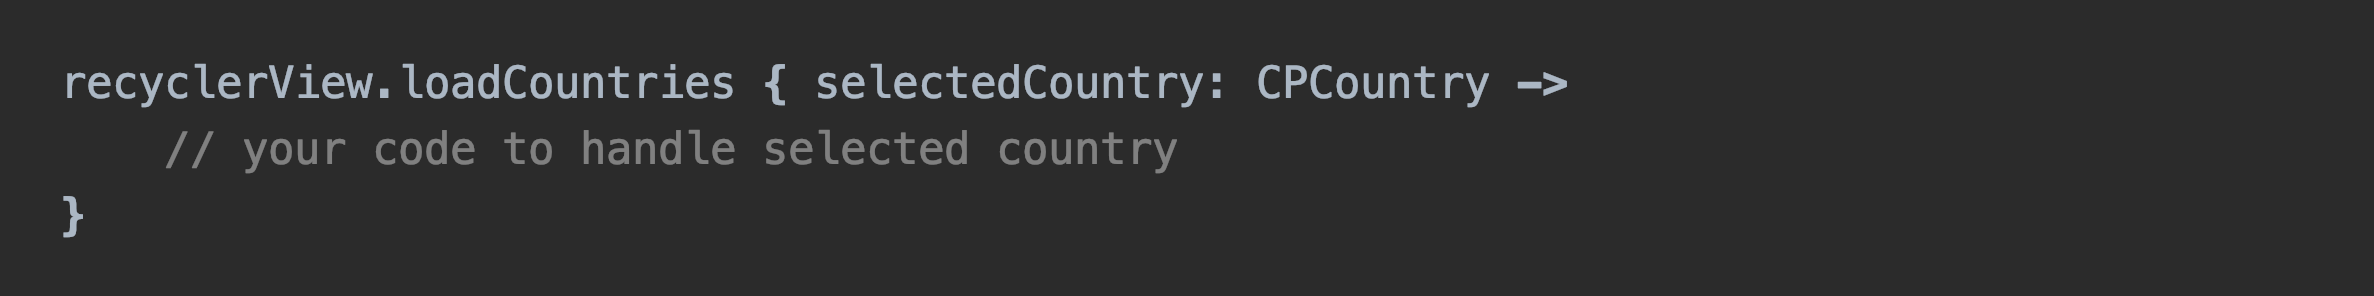 recyclerView.loadCountries { selectedCountry: CPCountry ->
    // your code to handle selected country
}